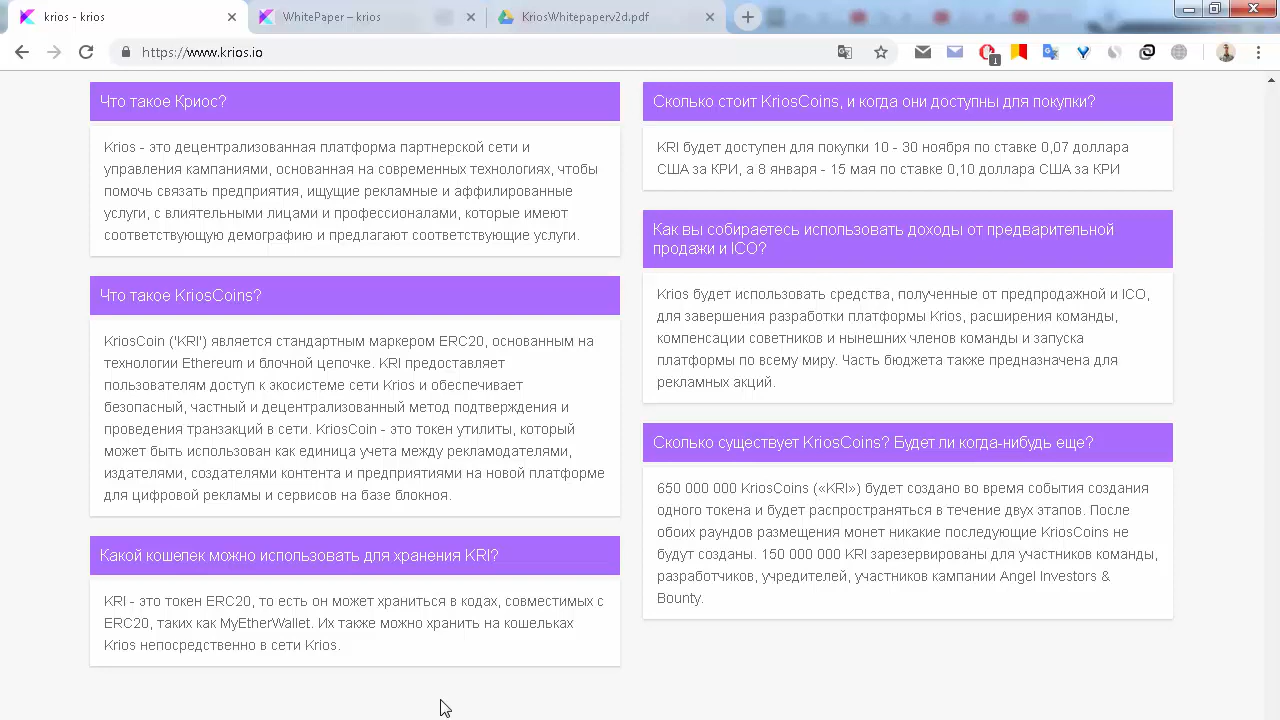 krios - krios
WhitePaper – krios
Krios Whitepaperv2d.pdf
https://www.krios.io
1
Что такое Криос?
Krios - это децентрализованная платформа партнерской сети и
управления кампаниями, основанная на современных технологиях, чтобы
помочь связать предприятия, ищущие рекламные и аффилированные
услуги, с влиятельными лицами и профессионалами, которые имеют
соответствующую демографию и предлагают соответствующие услуги.
Что такое KriosCoins?
KriosCoin ('KRI') является стандартным маркером ERC20, основанным на
технологии Ethereum и блочной цепочке. KRI предоставляет
пользователям доступ к экосистеме сети Krios и обеспечивает
безопасный, частный и децентрализованный метод подтверждения и
проведения транзакций в сети. KriosCoin - это токен утилиты, который
может быть использован как единица учета между рекламодателями,
издателями, создателями контента и предприятиями на новой платформе
для цифровой рекламы и сервисов на базе блокноя.
Какой кошелек можно использовать для хранения KRI?
KRI - это токен ERC20, то есть он может храниться в кодах, совместимых с
ERC20, таких как MyEtherWallet. Их также можно хранить на кошельках
Krios непосредственно в сети Krios.
Сколько стоит KriosCoins, и когда они доступны для покупки?
KRI будет доступен для покупки 10 - 30 ноября по ставке 0,07 доллара
США за КРИ, а 8 января - 15 мая по ставке 0,10 доллара США за КРИ
Как вы собираетесь использовать доходы от предварительной
продажи и ICO?
Krios будет использовать средства, полученные от предпродажной и ICO,
для завершения разработки платформы Krios, расширения команды,
компенсации советников и нынешних членов команды и запуска
платформы по всему миру. Часть бюджета также предназначена для
рекламных акций.
Сколько существует KriosCoins? Будет ли когда-нибудь еще?
650 000 000 KriosCoins («KRI») будет создано во время события создания
одного токена и будет распространяться в течение двух этапов. После
обоих раундов размещения монет никакие последующие KriosCoins не
будут созданы. 150 000 000 KRI зарезервированы для участников команды,
разработчиков, учредителей, участников кампании Angel Investors &
Bounty.